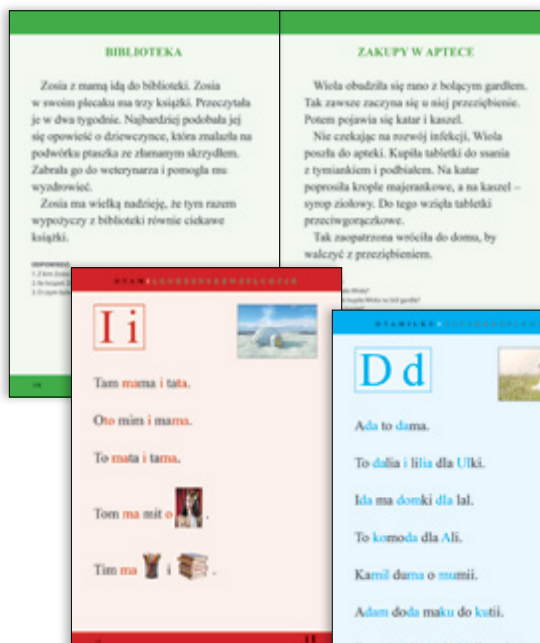 BIBLIOTEKA
Zosia z mamą idą do biblioteki. Zosia
w swoim plecaku ma trzy książki. Przeczytała
je w dwa tygodnie. Najbardziej podobała jej
się opowieść o dziewczynce, która znalazła na
podwórku ptaszka ze złamanym skrzydłem.
Zabrała go do weterynarza i pomogła mu
wyzdrowieć.
Zosia ma wielką nadzieję, że tym razem
wypożyczy z biblioteki równie ciekawe
książki.
ZAKUPY W APTECE
Wiola obudziła się rano z bolącym gardłem.
Tak zawsze zaczyna się u niej przeziębienie.
Potem pojawia się katar i kaszel.
Nie czekając na rozwój infekcji, Wiola
poszła do apteki. Kupiła tabletki do ssania
z tymiankiem i podbiałem. Na katar
poprosiła krople majerankowe, a na kaszel –
syrop ziołowy. Do tego wzięła tabletki
przeciwgorączkowe.
Tak zaopatrzona wróciła do domu, by
walczyć z przeziębieniem.
I i
Tam mama i tata.
Oto mim i mama.
To mata i tama.
Tom ma mit o .
Tim ma i .
D d
Ada to dama.
To dalia i lilia dla Ulki.
Ida ma domki dla lal.
To komoda dla Ali.
Kamil duma o mumii.
Adam doda maku do kutii.